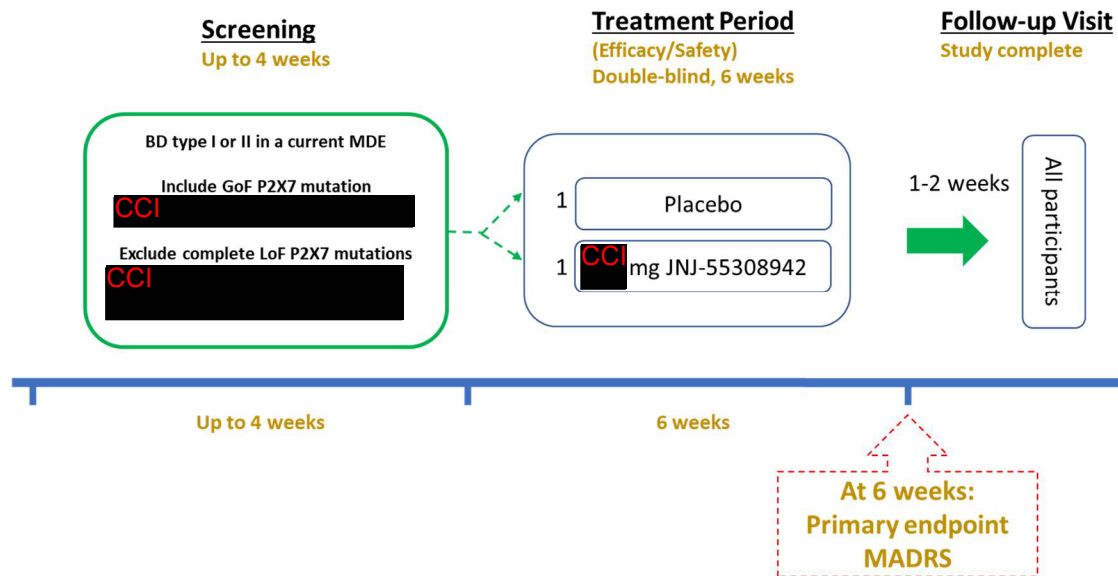 Screening
Up to 4 weeks
Treatment Period
(Efficacy/Safety)
Double-blind, 6 weeks
Follow-up Visit
Study complete
BD type I or II in a current MDE
Include GoF P2X7 mutation
CCI
Exclude complete LoF P2X7 mutations
CCI
1 Placebo
1 CCI mg JNJ-55308942
1-2 weeks
All participants
Up to 4 weeks
6 weeks
At 6 weeks:
Primary endpoint
MADRS